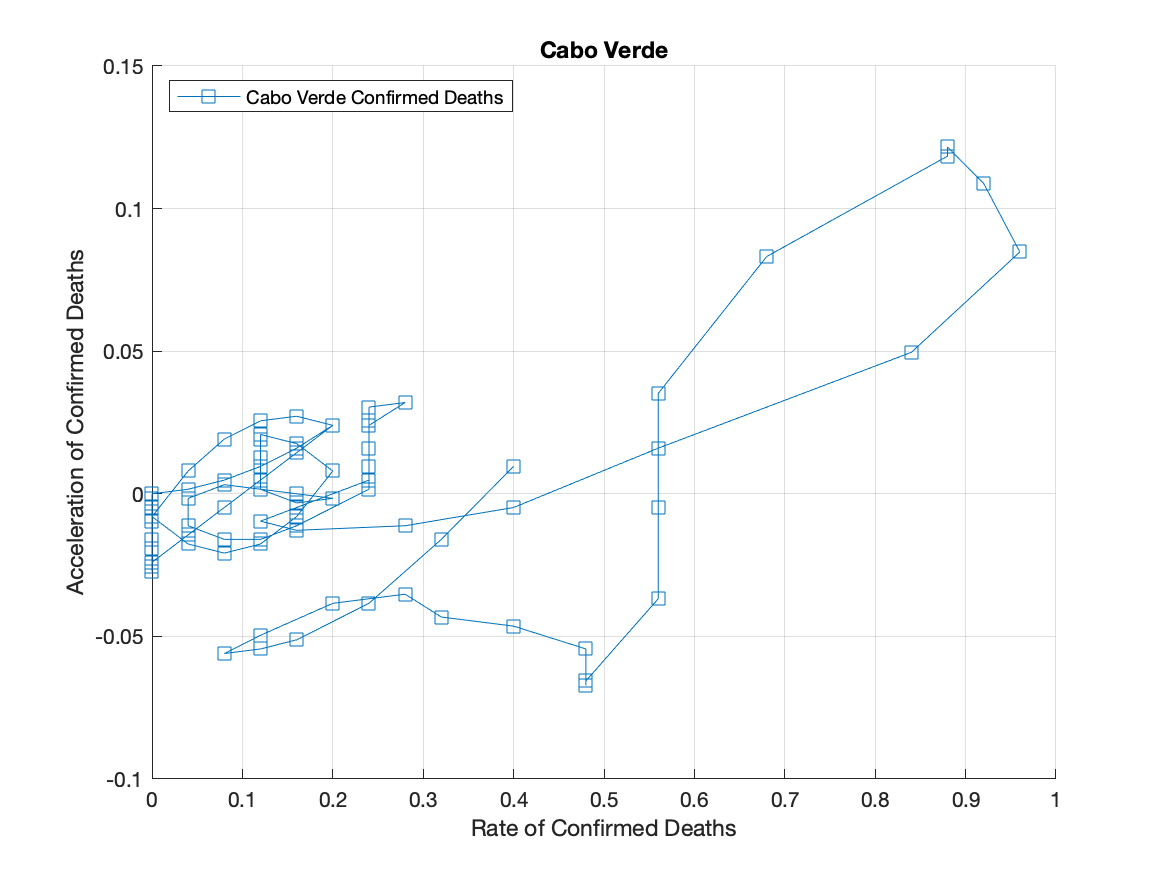 Cabo Verde
Cabo Verde Confirmed Deaths
0.15
0.1
0.05
0
-0.05
-0.1
Acceleration of Confirmed Deaths
0 0.1 0.2 0.3 0.4 0.5 0.6 0.7 0.8 0.9 1
Rate of Confirmed Deaths